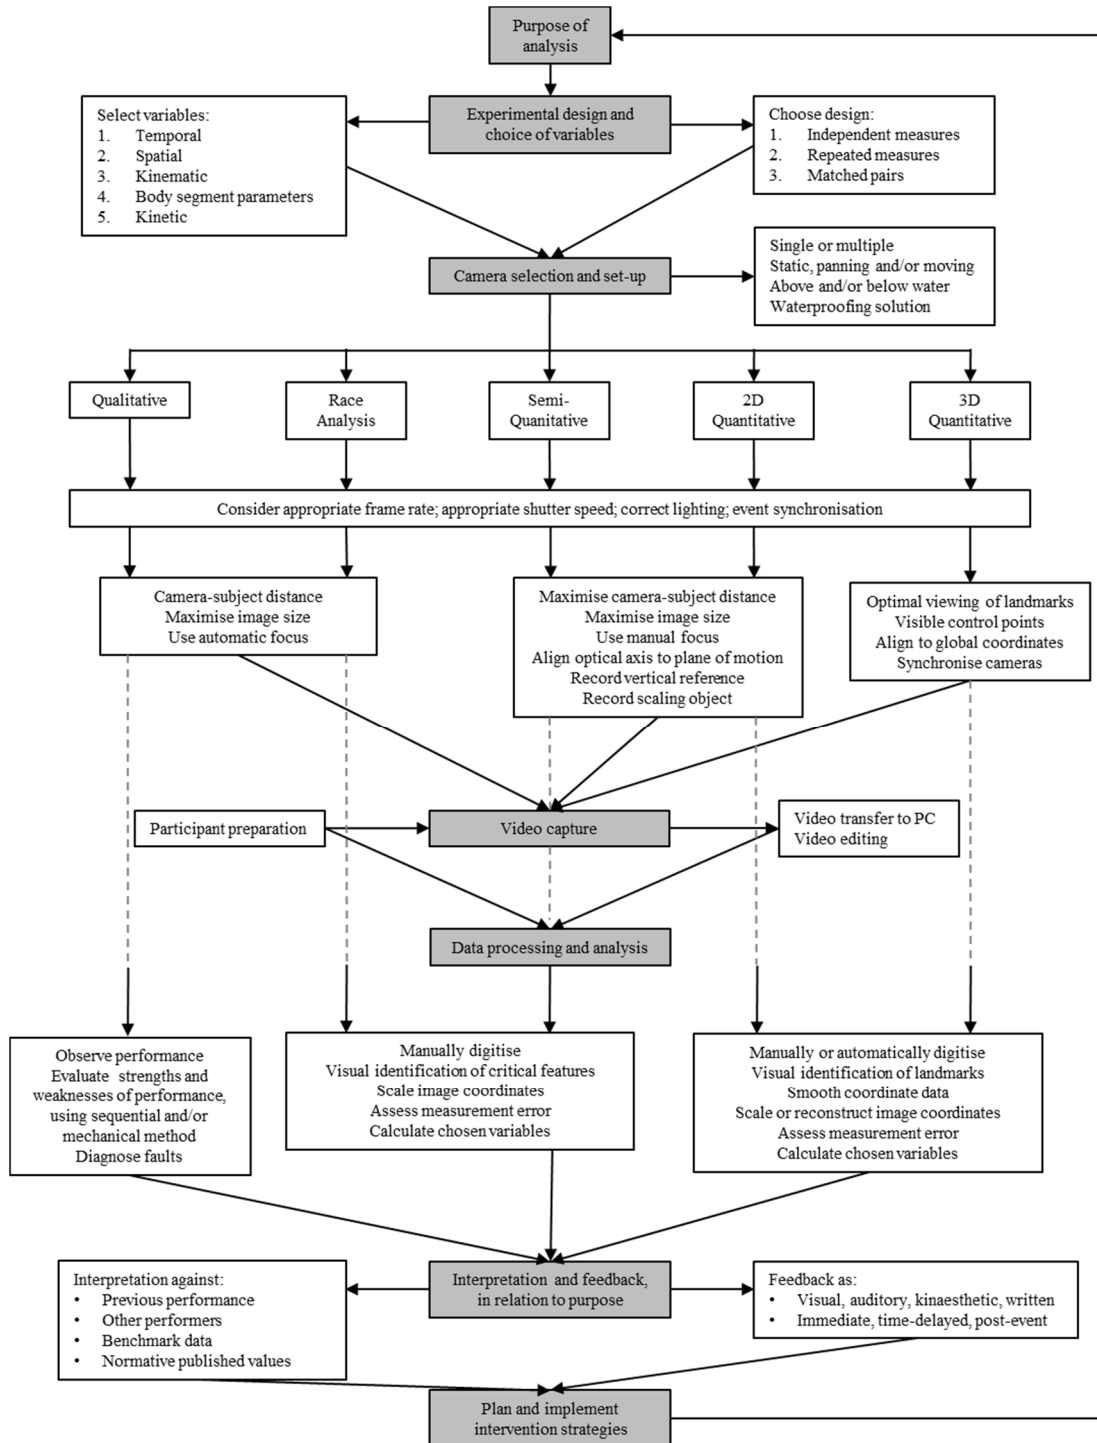 Purpose of
analysis
Select variables:
1. Temporal
2. Spatial
3. Kinematic
4. Body segment parameters
5. Kinetic
Experimental design and
choice of variables
Choose design:
1. Independent measures
2. Repeated measures
3. Matched pairs
Camera selection and set-up
Single or multiple
Static, panning and/or moving
Above and/or below water
Waterproofing solution
Qualitative
Race
Analysis
Semi-
Quanitative
2D
Quantitative
3D
Quantitative
Consider appropriate frame rate; appropriate shutter speed; correct lighting; event synchronisation
Camera-subject distance
Maximise image size
Use automatic focus
Maximise camera-subject distance
Maximise image size
Use manual focus
Align optical axis to plane of motion
Record vertical reference
Record scaling object
Optimal viewing of landmarks
Visible control points
Align to global coordinates
Synchronise cameras
Participant preparation
Video capture
Video transfer to PC
Video editing
Data processing and analysis
Observe performance
Evaluate strengths and
weaknesses of performance,
using sequential and/or
mechanical method
Diagnose faults
Manually digitise
Visual identification of critical features
Scale image coordinates
Assess measurement error
Calculate chosen variables
Manually or automatically digitise
Visual identification of landmarks
Smooth coordinate data
Scale or reconstruct image coordinates
Assess measurement error
Calculate chosen variables
Interpretation against:
• Previous performance
• Other performers
• Benchmark data
• Normative published values
Interpretation and feedback,
in relation to purpose
Feedback as:
• Visual, auditory, kinaesthetic, written
• Immediate, time-delayed, post-event
Plan and implement
intervention strategies